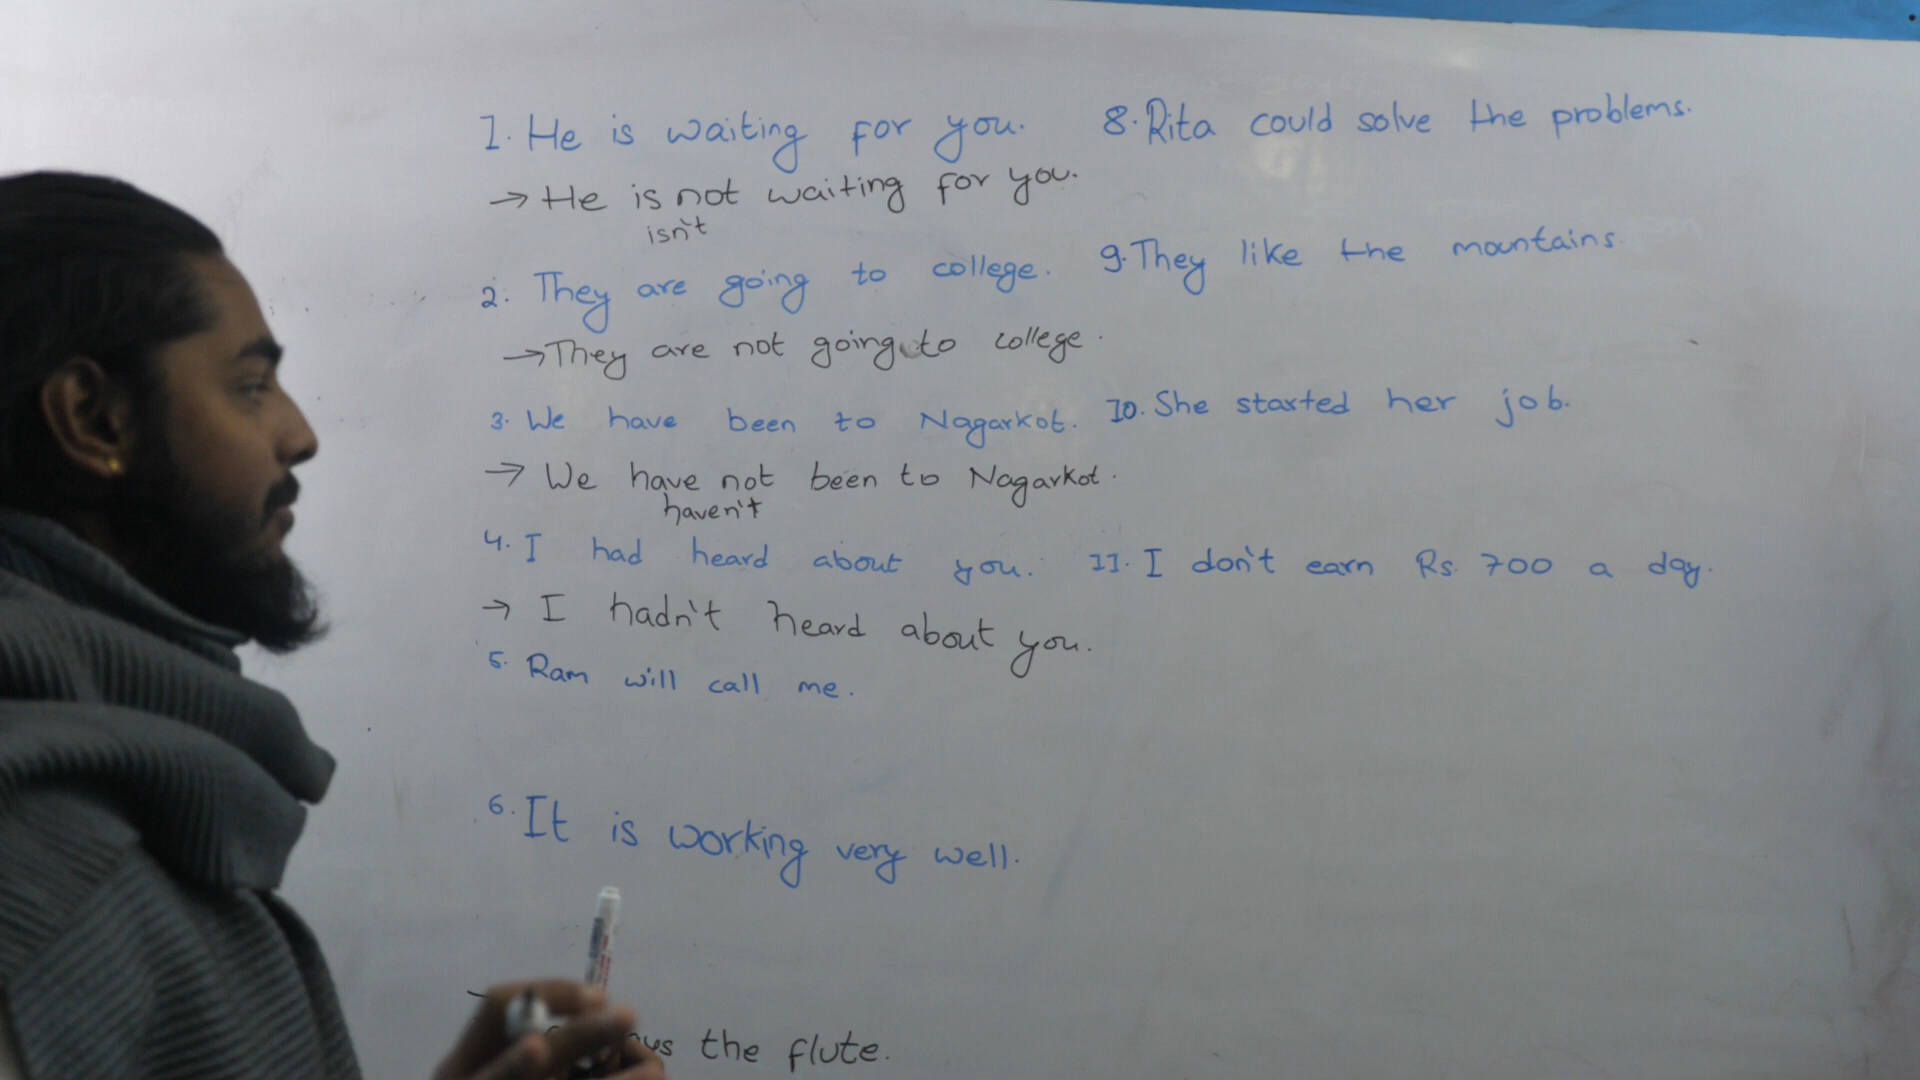 1. He is waiting for you.
→ He is not waiting for you.
isn't
2. They are going to college.
→ They are not going to college.
3. We have been to Nagarkot.
→ We have not been to Nagarkot.
haven't
4. I had heard about you.
→ I hadn't heard about you.
5. Ram will call me.
6. It is working very well.
the flute.
8. Rita could solve the problems.
9. They like the mountains.
10. She started her job.
11. I don't earn Rs. 700 a day.